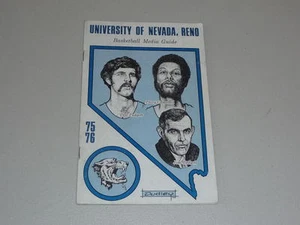 UNIVERSITY OF NEVADA, RENO
Basketball Media Guide
75
76